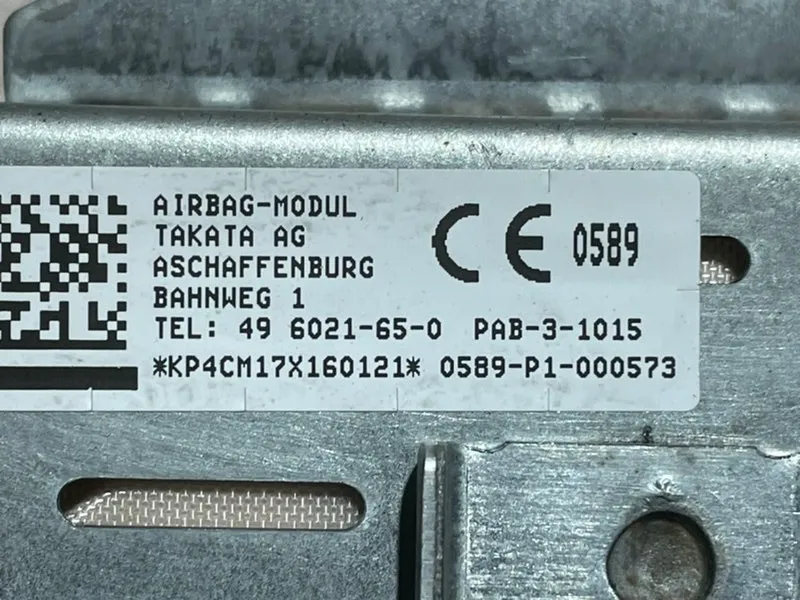 AIRBAG-MODUL
TAKATA AG
ASCHAFFENBURG
BAHNWEG 1
TEL: 49 6021-65-0 PAB-3-1015
*KP4CM17X160121* 0589-P1-000573
CE 0589